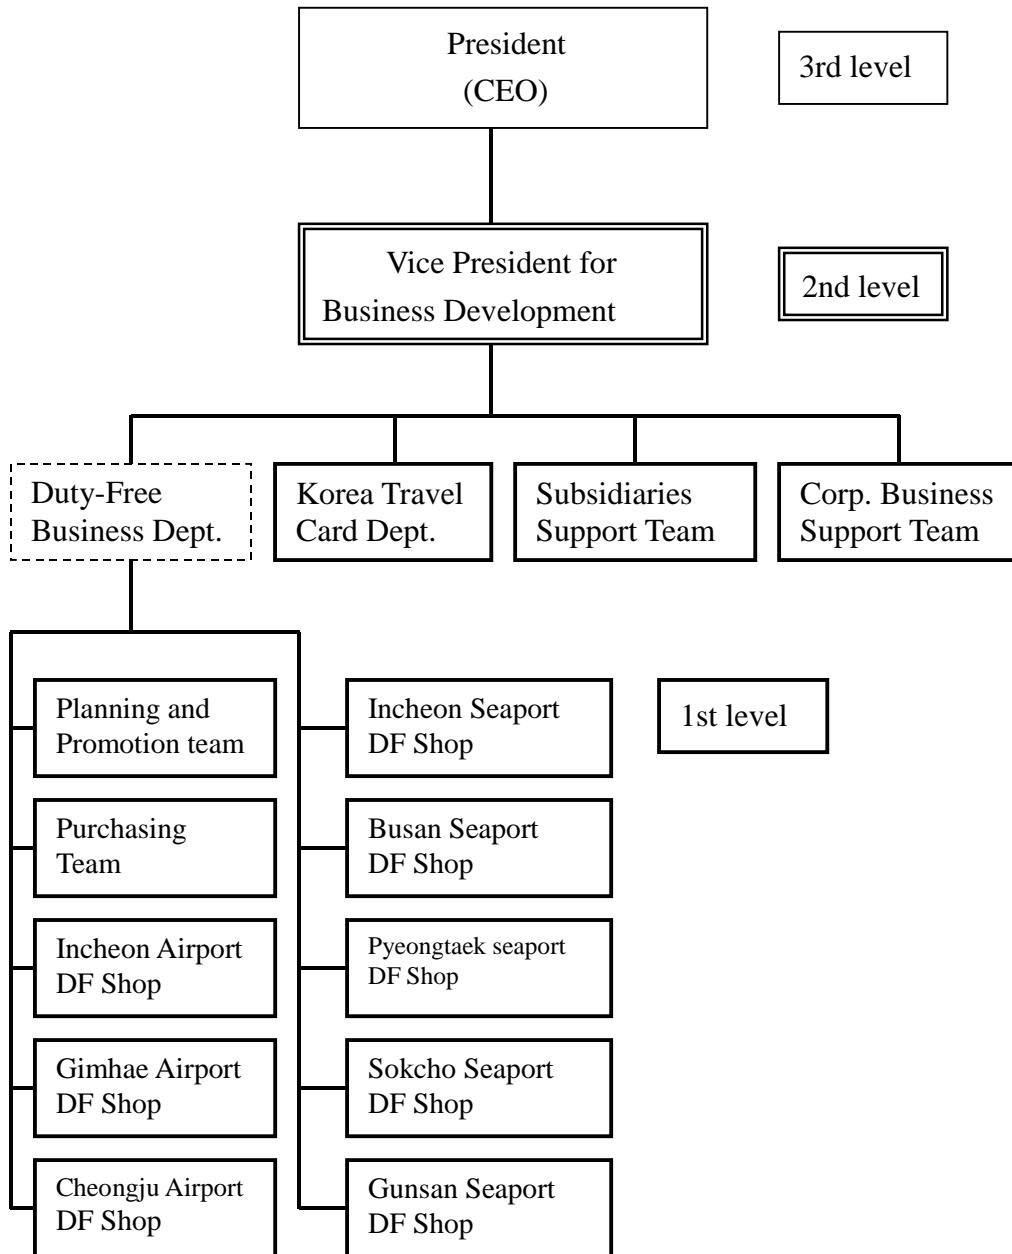 President
(CEO)
3rd level
Vice President for
Business Development
2nd level
Duty-Free
Business Dept.
Korea Travel
Card Dept.
Subsidiaries
Support Team
Corp. Business
Support Team
Planning and
Promotion team
Incheon Seaport
DF Shop
1st level
Purchasing
Team
Busan Seaport
DF Shop
Incheon Airport
DF Shop
Pyeongtaek seaport
DF Shop
Gimhae Airport
DF Shop
Sokcho Seaport
DF Shop
Cheongju Airport
DF Shop
Gunsan Seaport
DF Shop